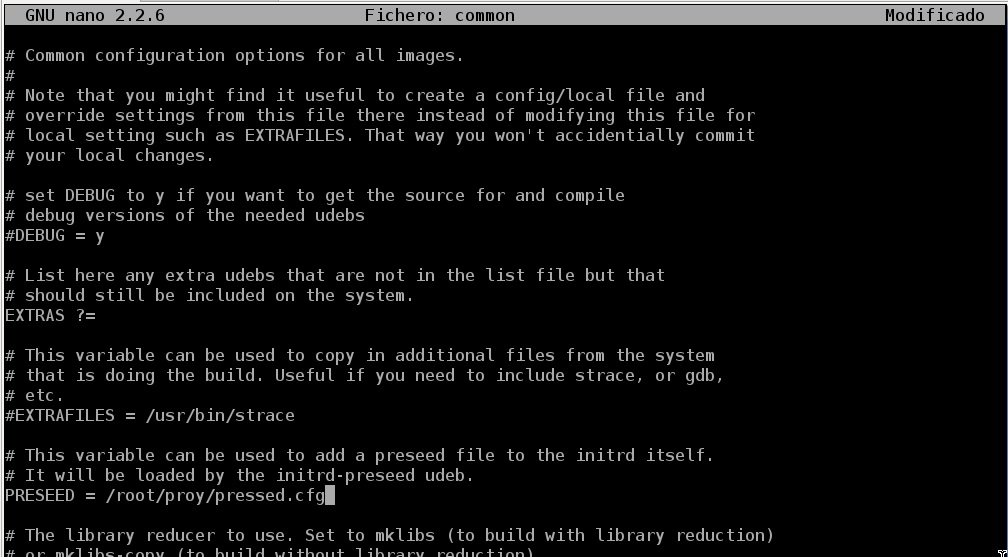 GNU nano 2.2.6 Fichero: common Modificado
# Common configuration options for all images.
#
# Note that you might find it useful to create a config/local file and
# override settings from this file there instead of modifying this file for
# local setting such as EXTRAFILES. That way you won't accidentially commit
# your local changes.
# set DEBUG to y if you want to get the source for and compile
# debug versions of the needed udebs
#DEBUG = y
# List here any extra udebs that are not in the list file but that
# should still be included on the system.
EXTRAS ?=
# This variable can be used to copy in additional files from the system
# that is doing the build. Useful if you need to include strace, or gdb,
# etc.
#EXTRAFILES = /usr/bin/strace
# This variable can be used to add a preseed file to the initrd itself.
# It will be loaded by the initrd-preseed udeb.
PRESEED = /root/proy/pressed.cfg
# The library reducer to use. Set to mklibs (to build with library reduction)
# or mklibs-copy (to build without library reduction)